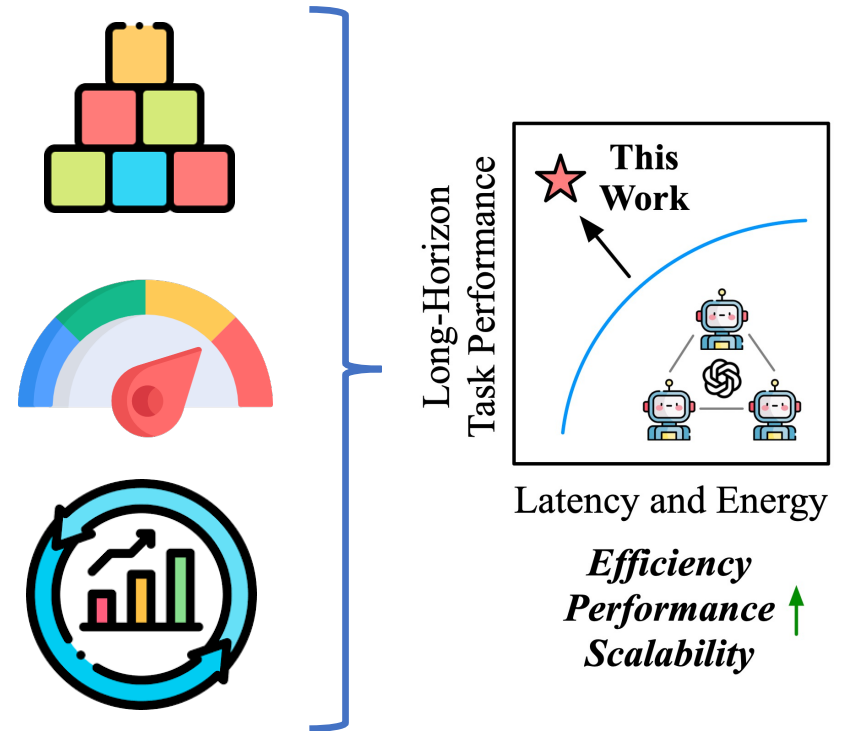 Long-Horizon
Task Performance
This
Work
Latency and Energy
Efficiency
Performance
Scalability